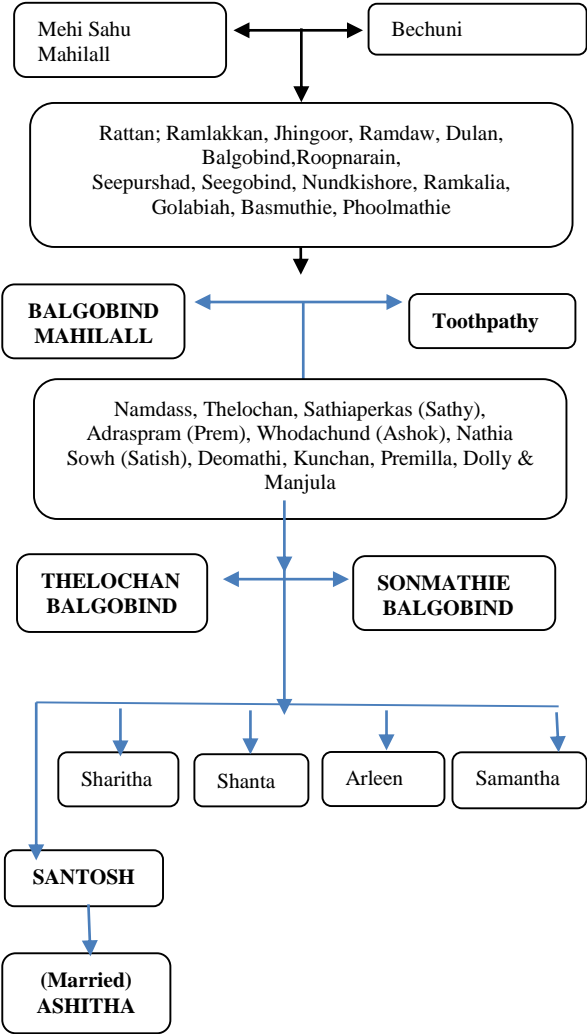 Mehi Sahu
Mahilall
Bechuni
Rattan; Ramlakkan, Jhingoor, Ramdaw, Dulan,
Balgobind,Roopnarain,
Seepurshad, Seegobind, Nundkishore, Ramkalia,
Golabiah, Basmuthie, Phoolmathie
BALGOBIND
MAHILALL
Toothpathy
Namdass, Thelochan, Sathiaperkas (Sathy),
Adraspram (Prem), Whodachund (Ashok), Nathia
Sowh (Satish), Deomathi, Kunchan, Premilla, Dolly &
Manjula
THELOCHAN
BALGOBIND
SONMATHIE
BALGOBIND
Sharitha
Shanta
Arleen
Samantha
SANTOSH
(Married)
ASHITHA